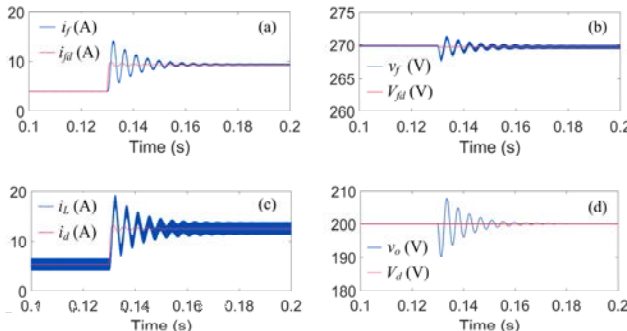 20
10
0
i_f (A)
i_fd (A)
(a)
0.1 0.12 0.14 0.16 0.18 0.2
Time (s)
275
270
265
260
v_f (V)
V_fd (V)
(b)
0.1 0.12 0.14 0.16 0.18 0.2
Time (s)
20
10
0
i_L (A)
i_d (A)
(c)
0.1 0.12 0.14 0.16 0.18 0.2
Time (s)
210
200
190
180
v_o (V)
V_d (V)
(d)
0.1 0.12 0.14 0.16 0.18 0.2
Time (s)